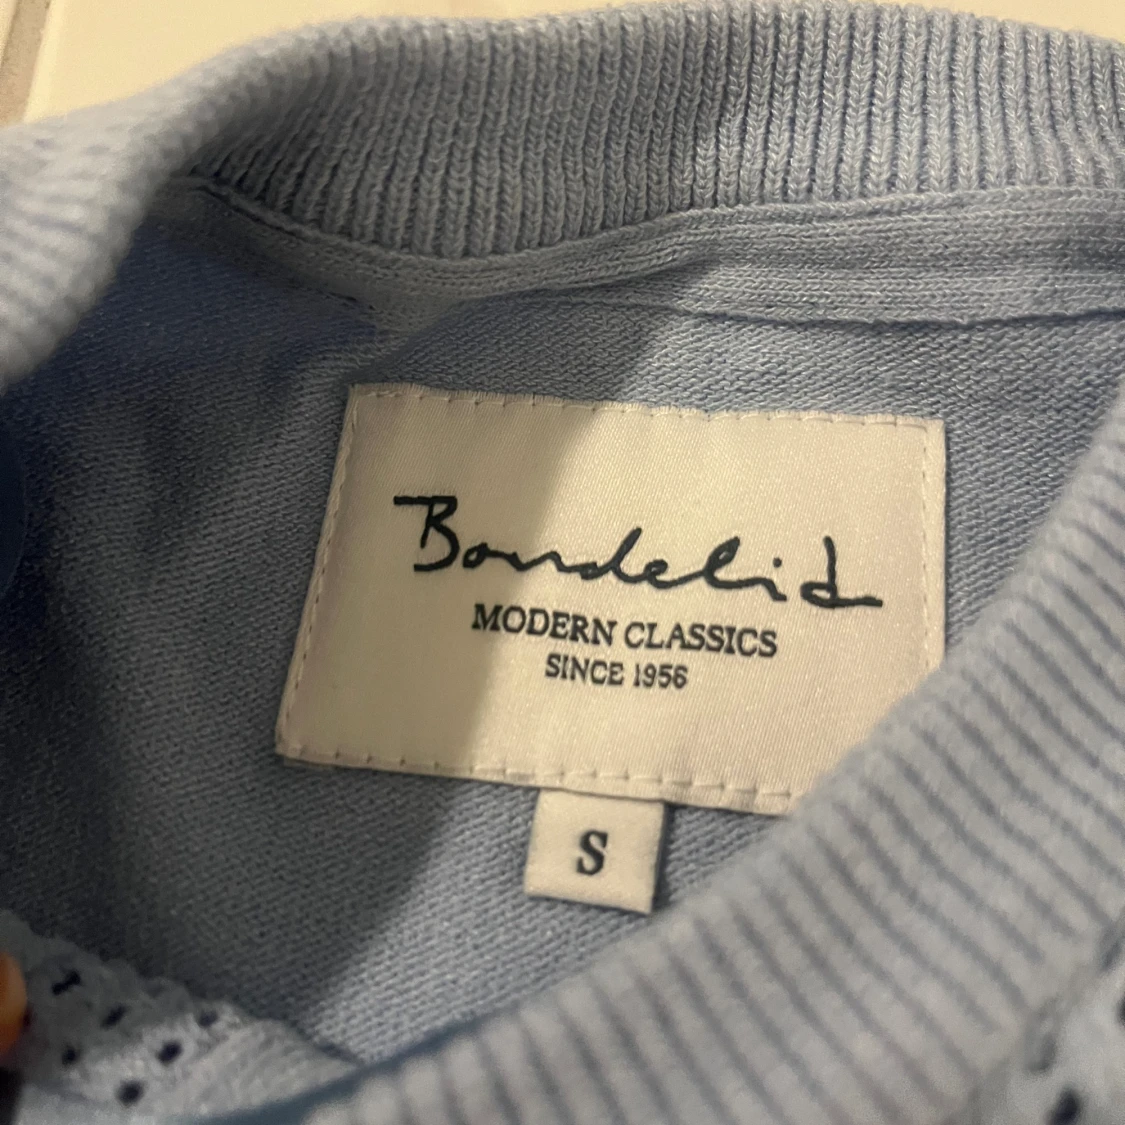 Bondelid
MODERN CLASSICS
SINCE 1956
S